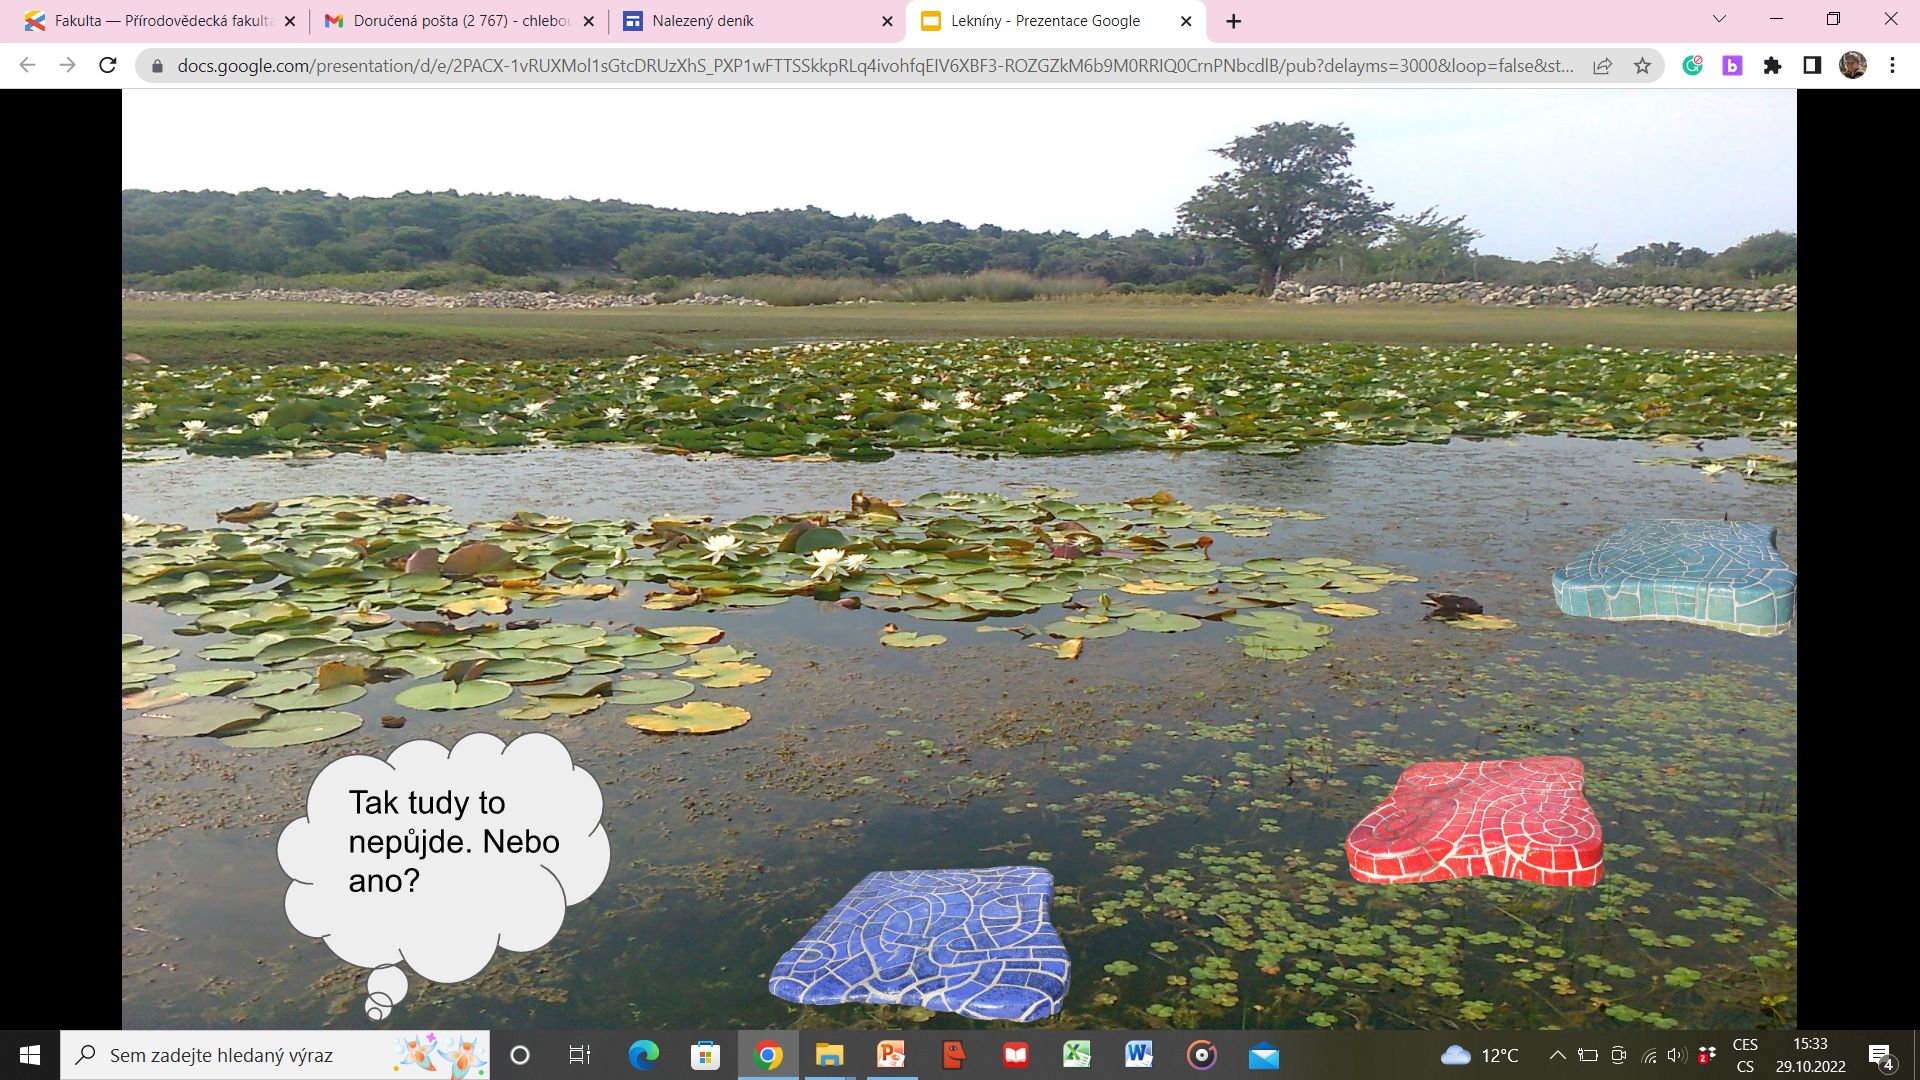 Fakulta — Přírodovědecká fakult
Doručená pošta (2 767) - chlebou
Nalezený deník
Lekníny - Prezentace Google
docs.google.com/presentation/d/e/2PACX-1vRUXMol1sGtcDRUzXhS_PXP1wFTTSSkkpRLq4ivohfqEIV6XBF3-ROZGZkM6b9M0RRIQ0CrnPNbcdlB/pub?delayms=3000&loop=false&st...
Tak tudy to
nepůjde. Nebo
ano?
Sem zadejte hledaný výraz
12°C
CES
CS
15:33
29.10.2022
4